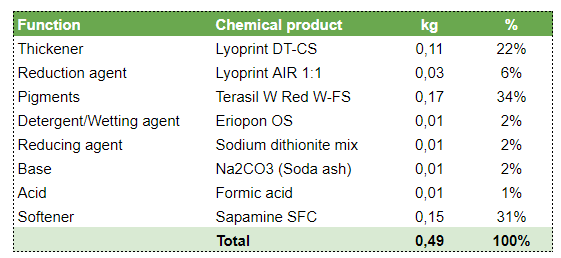 Function Chemical product kg %
Thickener Lyoprint DT-CS 0,11 22%
Reduction agent Lyoprint AIR 1:1 0,03 6%
Pigments Terasil W Red W-FS 0,17 34%
Detergent/Wetting agent Eriopon OS 0,01 2%
Reducing agent Sodium dithionite mix 0,01 2%
Base Na2CO3 (Soda ash) 0,01 2%
Acid Formic acid 0,01 1%
Softener Sapamine SFC 0,15 31%
Total 0,49 100%